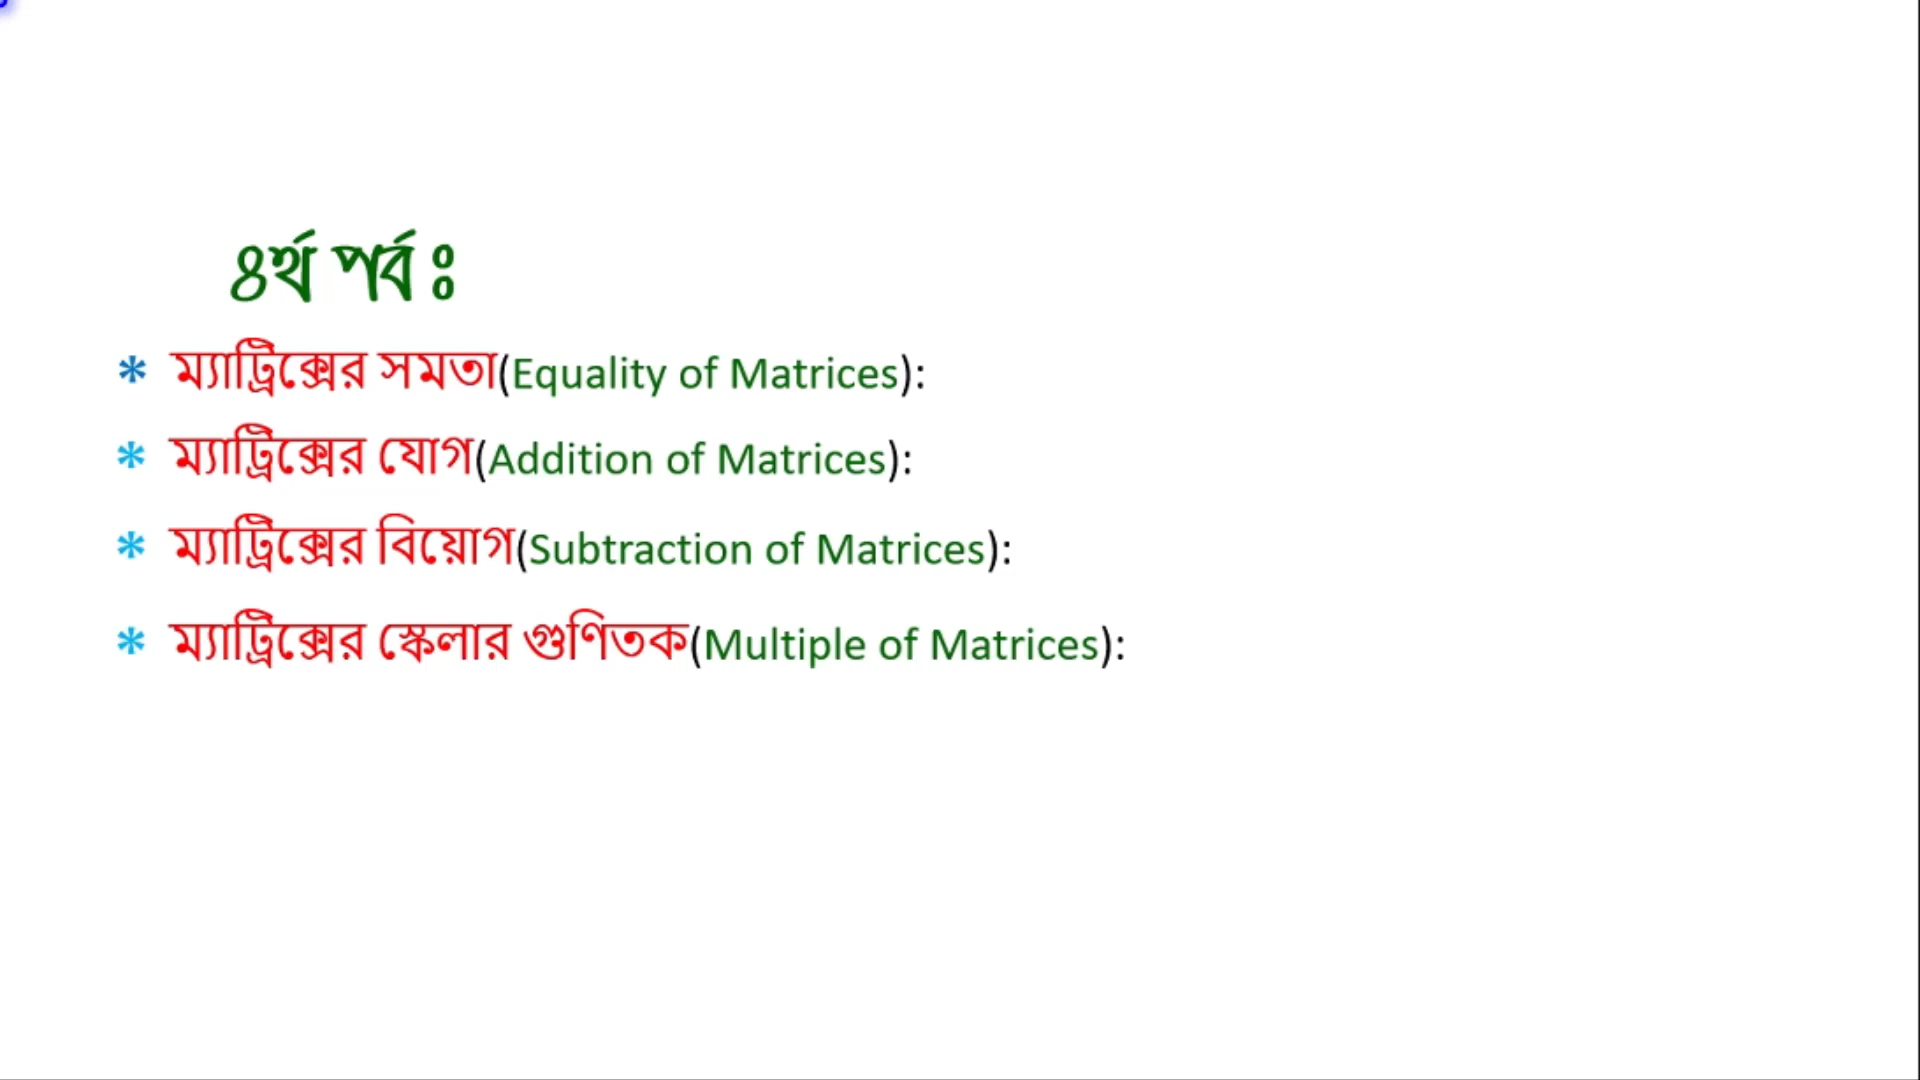 ৪র্থ পর্ব ঃ
* ম্যাট্রিক্সের সমতা(Equality of Matrices):
* ম্যাট্রিক্সের যোগ(Addition of Matrices):
* ম্যাট্রিক্সের বিয়োগ(Subtraction of Matrices):
* ম্যাট্রিক্সের স্কেলার গুণিতক(Multiple of Matrices):